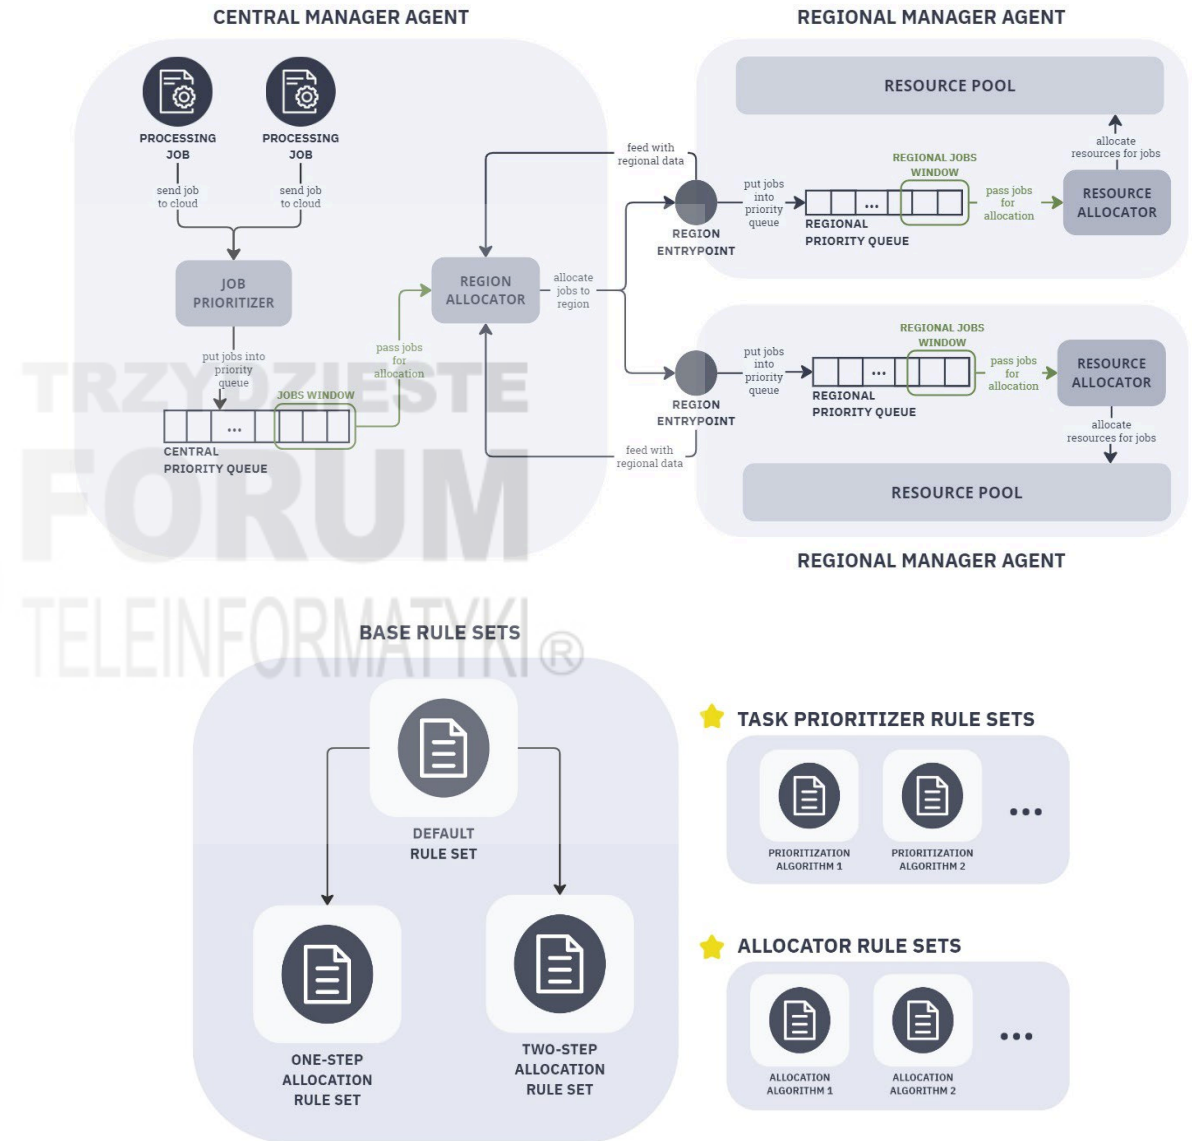 CENTRAL MANAGER AGENT
PROCESSING
JOB
PROCESSING
JOB
send job
to cloud
send job
to cloud
JOB
PRIORITIZER
put jobs into
priority
queue
JOBS WINDOW
...
CENTRAL
PRIORITY QUEUE
pass jobs
for
allocation
REGION
ALLOCATOR
allocate
jobs to
region
feed with
regional data
feed with
regional data
REGIONAL MANAGER AGENT
RESOURCE POOL
allocate
resources for jobs
REGION
ENTRYPOINT
put jobs
into
priority
queue
REGIONAL JOBS
WINDOW
...
REGIONAL
PRIORITY QUEUE
pass jobs
for
allocation
RESOURCE
ALLOCATOR
REGION
ENTRYPOINT
put jobs
into
priority
queue
REGIONAL JOBS
WINDOW
...
REGIONAL
PRIORITY QUEUE
pass jobs
for
allocation
RESOURCE
ALLOCATOR
allocate
resources for jobs
RESOURCE POOL
REGIONAL MANAGER AGENT
TRZYDZIESTE
FORUM
TELEINFORMATYKI ®
BASE RULE SETS
DEFAULT
RULE SET
ONE-STEP
ALLOCATION
RULE SET
TWO-STEP
ALLOCATION
RULE SET
TASK PRIORITIZER RULE SETS
PRIORITIZATION
ALGORITHM 1
PRIORITIZATION
ALGORITHM 2
...
ALLOCATOR RULE SETS
ALLOCATION
ALGORITHM 1
ALLOCATION
ALGORITHM 2
...